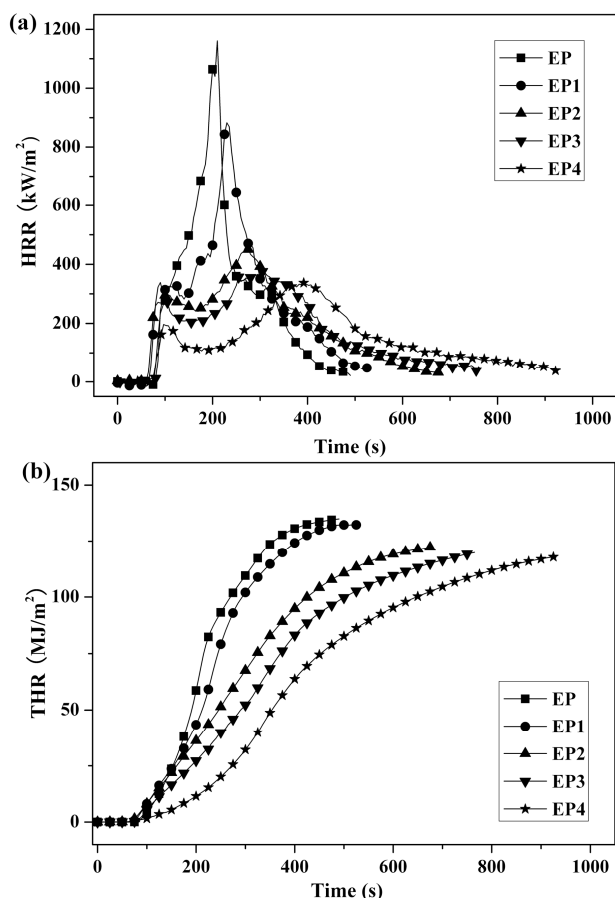 (a)
1200
1000
800
600
400
200
0
HRR (kW/m²)
EP
EP1
EP2
EP3
EP4
0 200 400 600 800 1000
Time (s)
(b)
150
100
50
0
THR (MJ/m²)
EP
EP1
EP2
EP3
EP4
0 200 400 600 800 1000
Time (s)